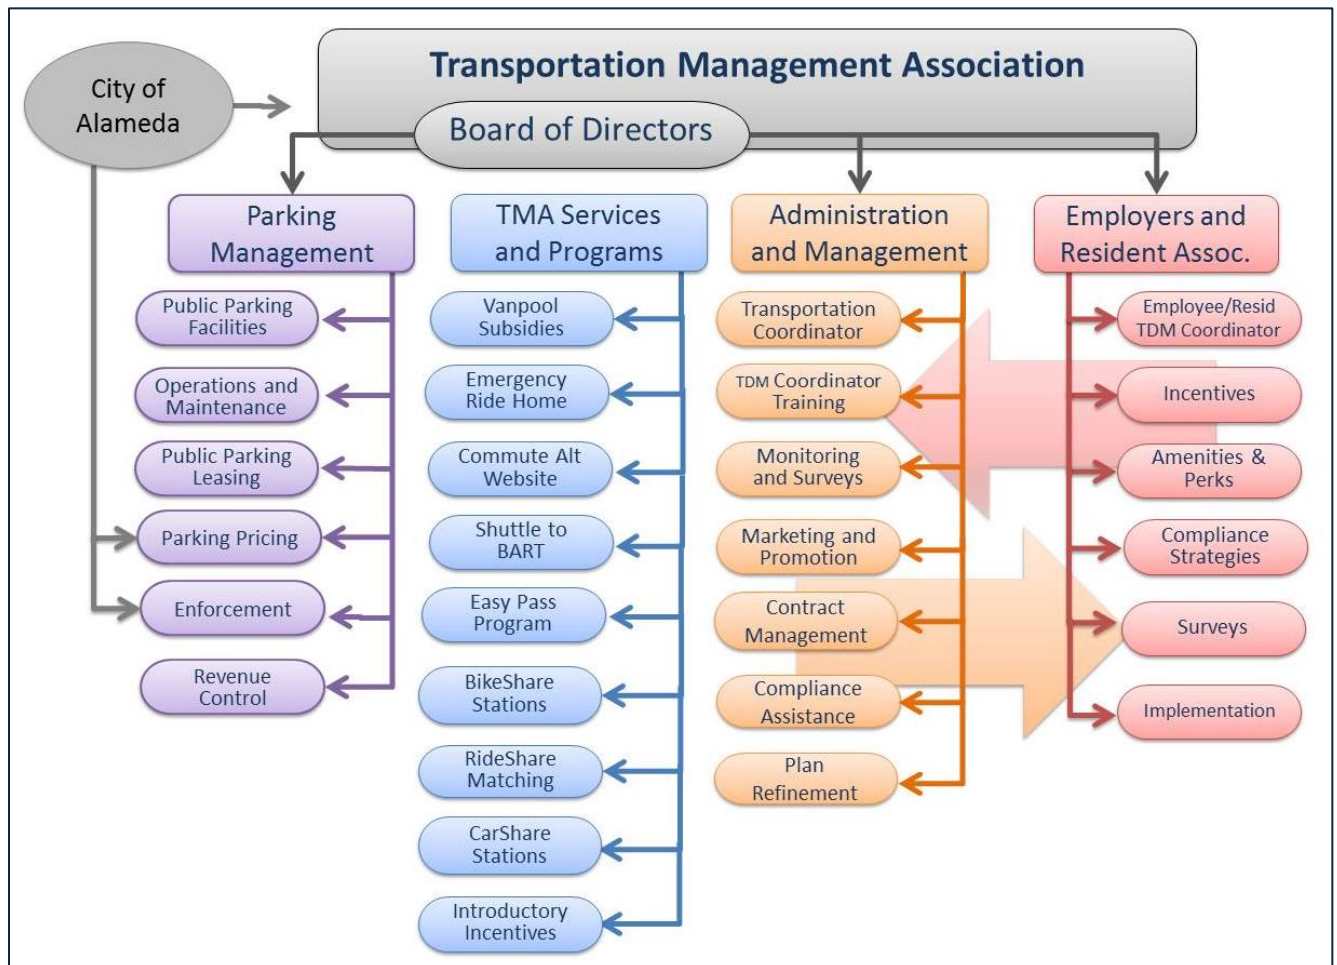 City of
Alameda
Transportation Management Association
Board of Directors
Parking
Management
Public Parking
Facilities
Operations and
Maintenance
Public Parking
Leasing
Parking Pricing
Enforcement
Revenue
Control
TMA Services
and Programs
Vanpool
Subsidies
Emergency
Ride Home
Commute Alt
Website
Shuttle to
BART
Easy Pass
Program
BikeShare
Stations
RideShare
Matching
CarShare
Stations
Introductory
Incentives
Administration
and Management
Transportation
Coordinator
TDM Coordinator
Training
Monitoring
and Surveys
Marketing and
Promotion
Contract
Management
Compliance
Assistance
Plan
Refinement
Employers and
Resident Assoc.
Employee/Resid
TDM Coordinator
Incentives
Amenities &
Perks
Compliance
Strategies
Surveys
Implementation